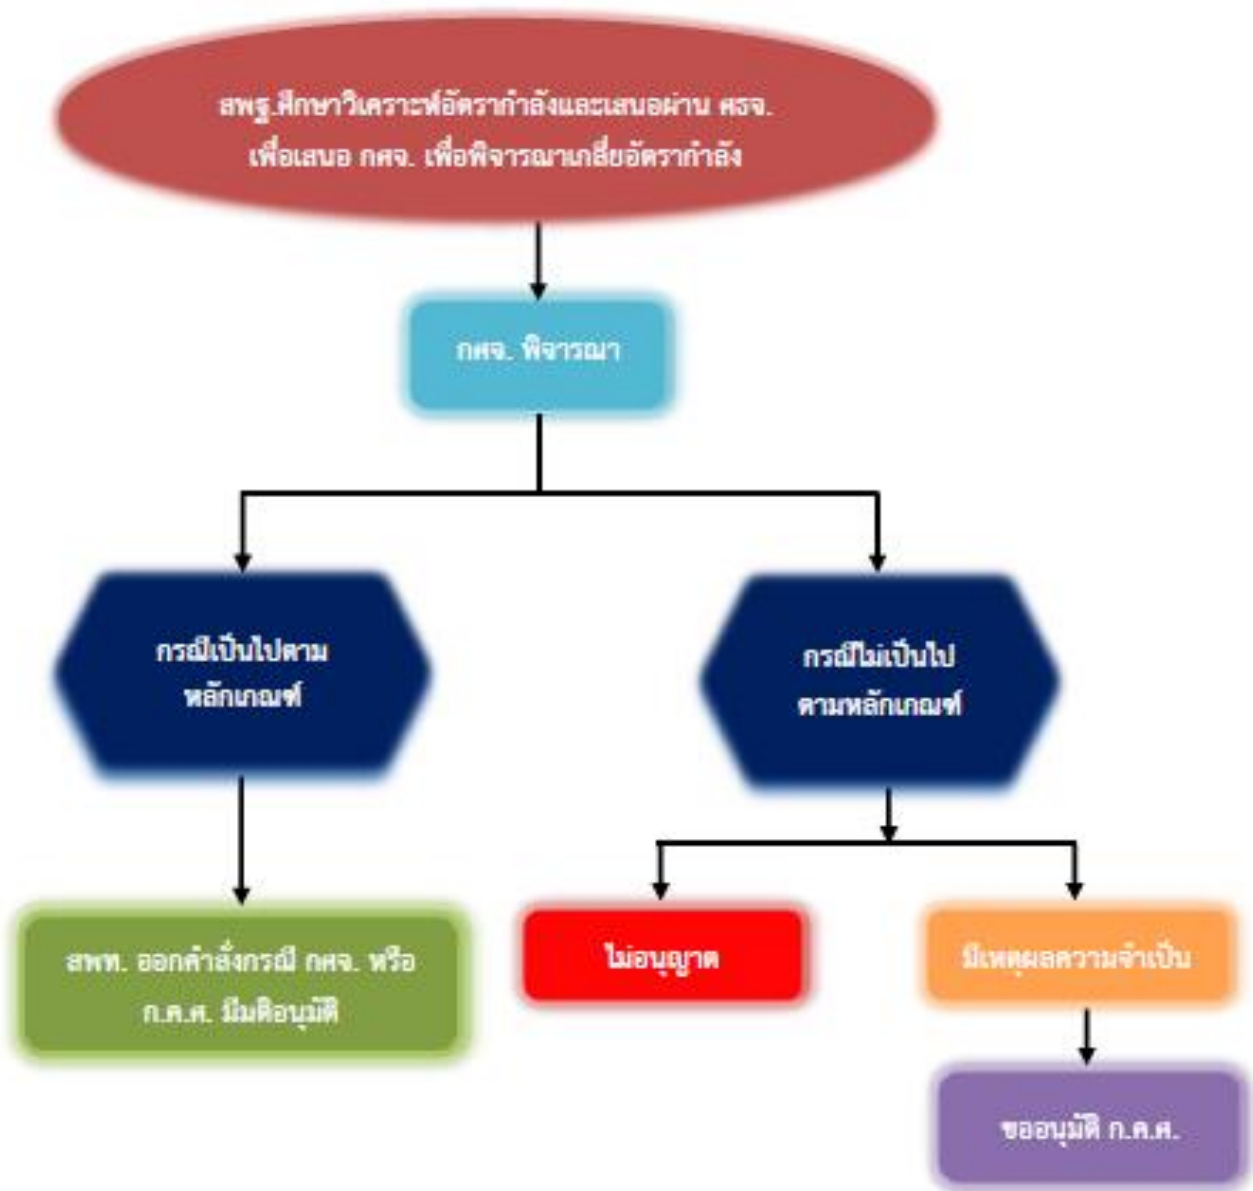 สพฐ.ศึกษาวิเคราะห์อัตรากำลังและเสนอผ่าน ศธจ.
เพื่อเสนอ กศจ. เพื่อพิจารณาเกลี่ยอัตรากำลัง
กศจ. พิจารณา
กรณีเป็นไปตาม
หลักเกณฑ์
กรณีไม่เป็นไป
ตามหลักเกณฑ์
สพท. ออกคำสั่งกรณี กศจ. หรือ
ก.ค.ศ. มีมติอนุมัติ
ไม่อนุญาต
มีเหตุผลความจำเป็น
ขออนุมัติ ก.ค.ศ.